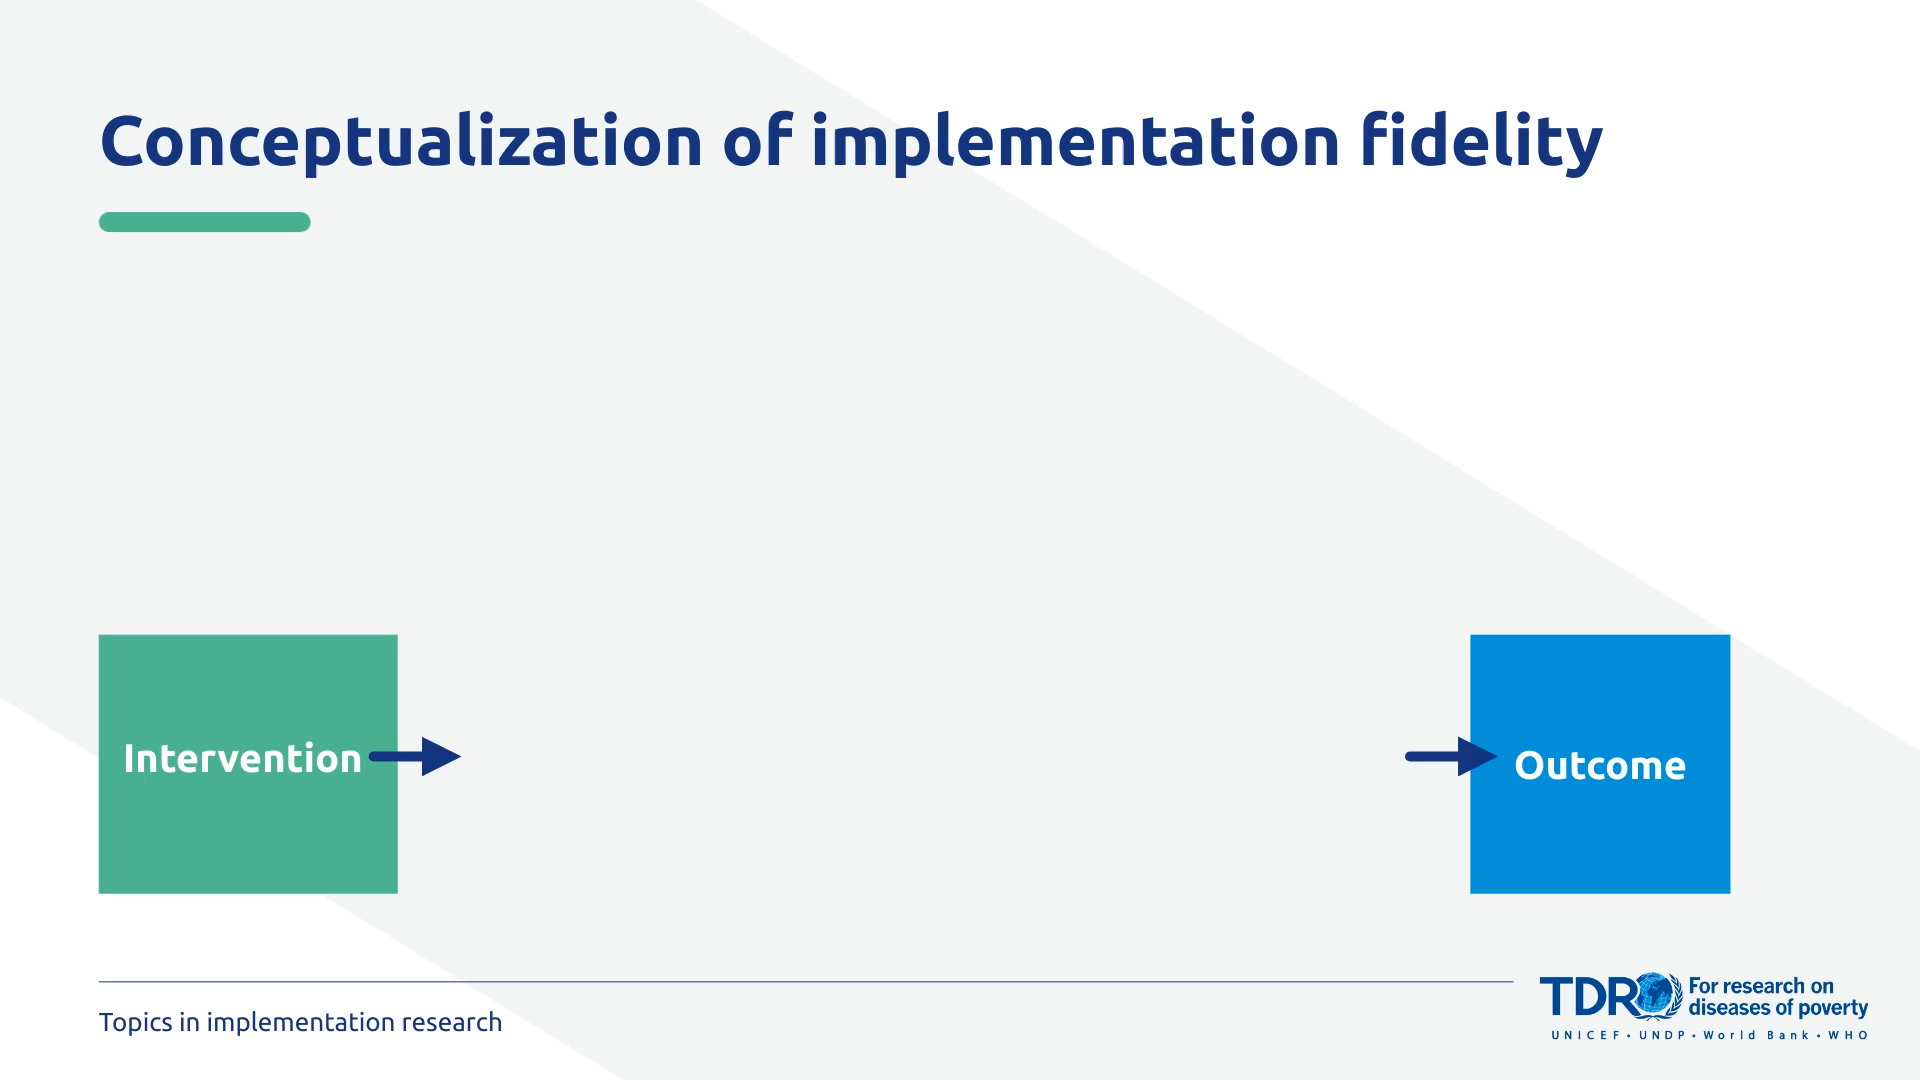 Conceptualization of implementation fidelity
Intervention
Outcome
Topics in implementation research
TDR For research on
diseases of poverty
UNICEF • UNDP • World Bank • WHO